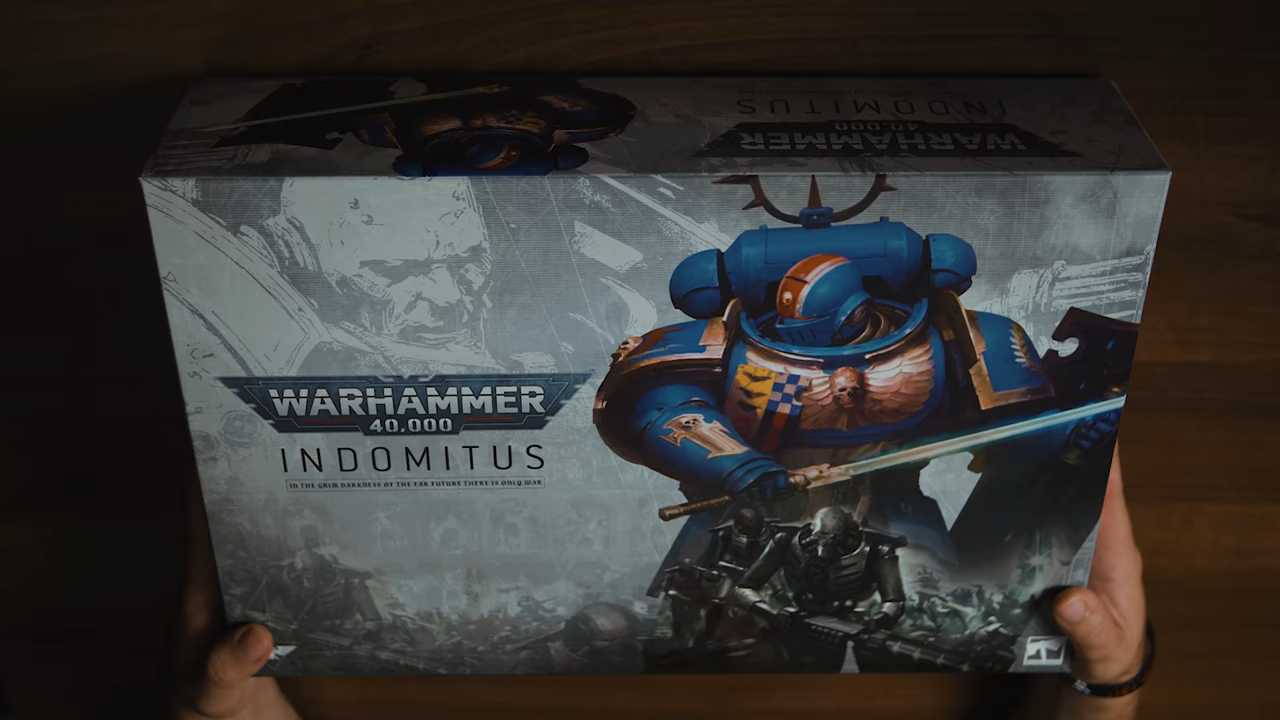 INDOMITUS
40,000
WARHAMMER
WARHAMMER
40,000
INDOMITUS
IN THE GRIM DARKNESS OF THE FAR FUTURE THERE IS ONLY WAR